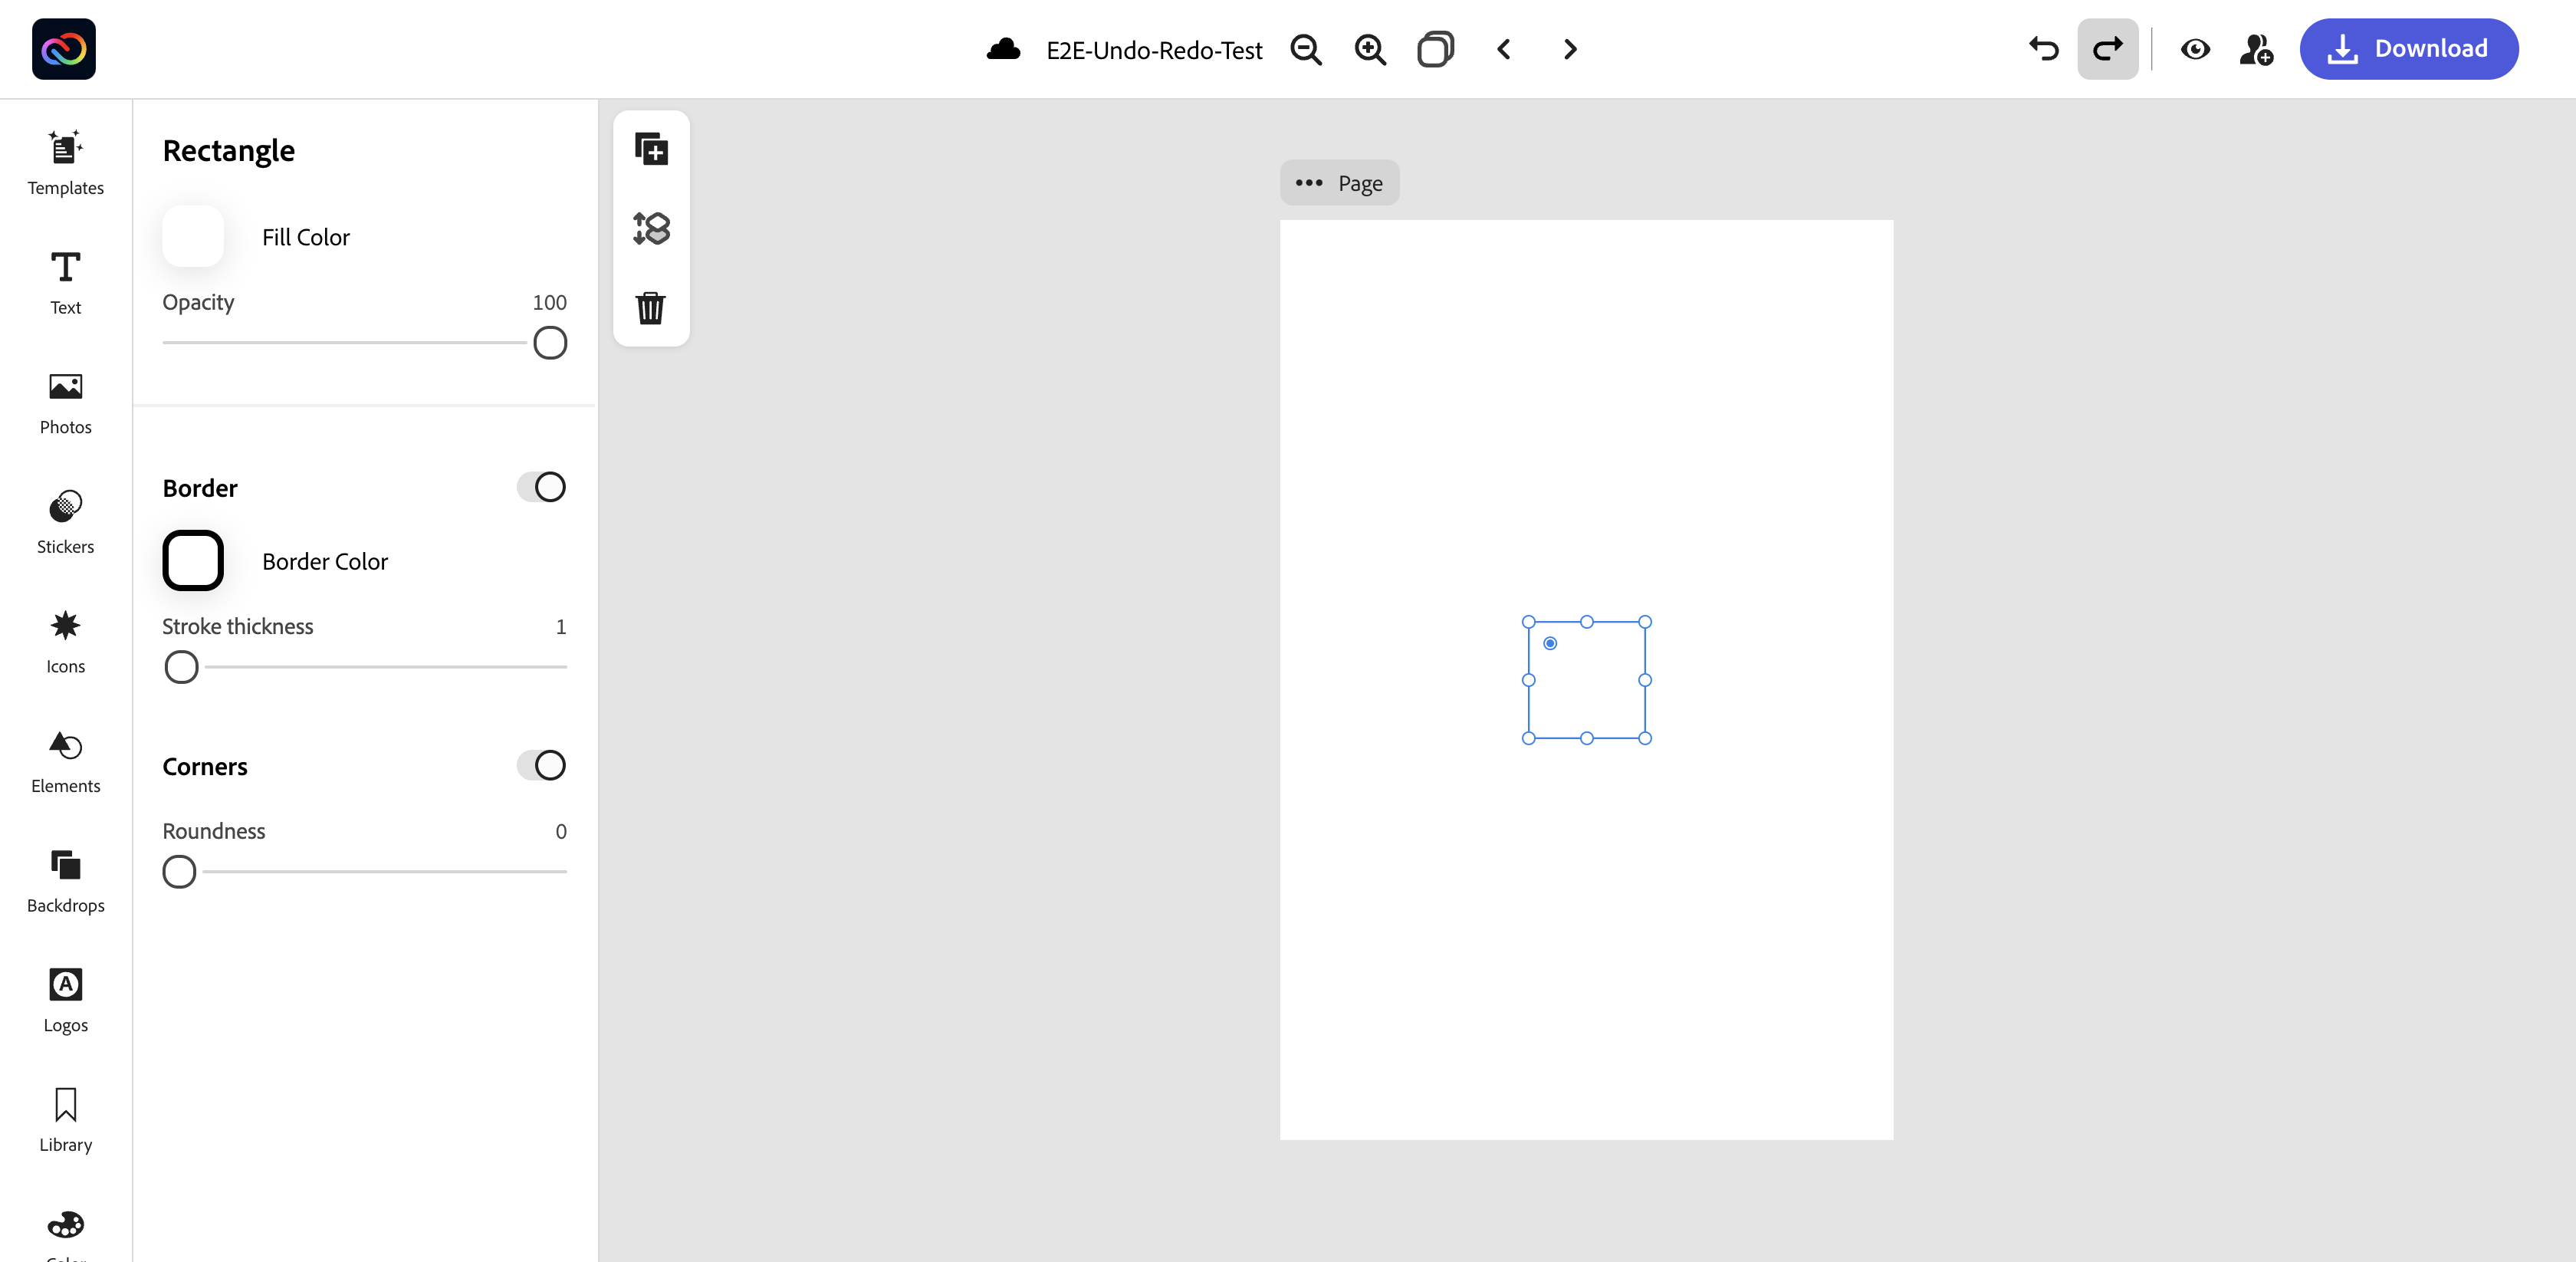 E2E-Undo-Redo-Test
Download
Templates
Text
Photos
Stickers
Icons
Elements
Backdrops
Logos
Library
Color
Rectangle
Fill Color
Opacity 100
Border
Border Color
Stroke thickness 1
Corners
Roundness 0
Page